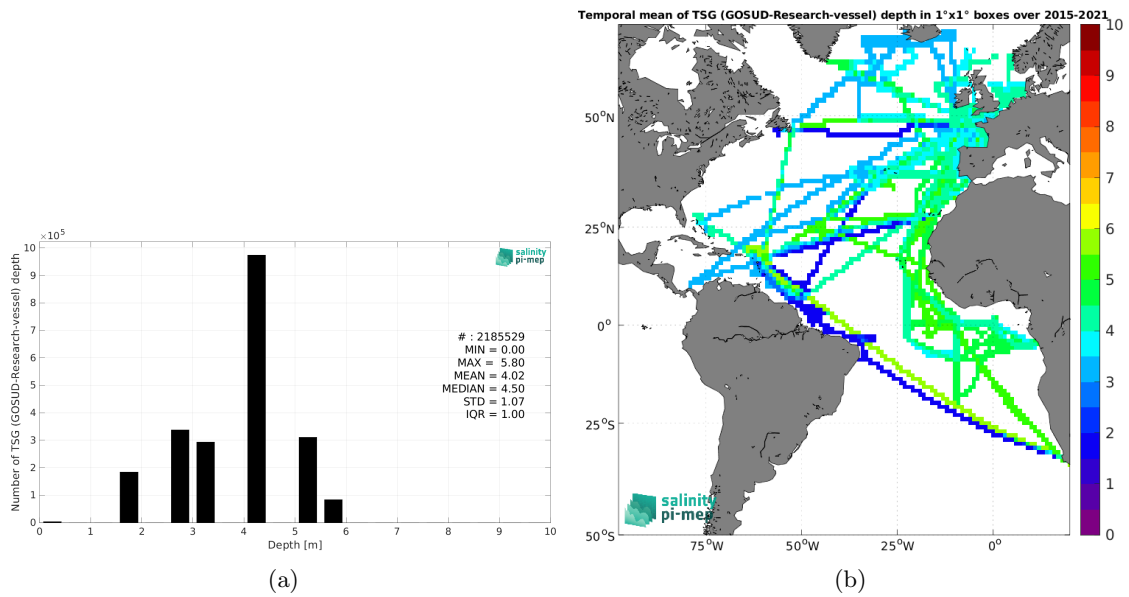 ×10⁵
10
9
8
7
6
5
4
3
2
1
0
Number of TSG (GOSUD-Research-vessel) depth
salinity
pi-mep
# : 2185529
MIN = 0.00
MAX = 5.80
MEAN = 4.02
MEDIAN = 4.50
STD = 1.07
IQR = 1.00
0 1 2 3 4 5 6 7 8 9 10
Depth [m]
(a)
Temporal mean of TSG (GOSUD-Research-vessel) depth in 1°x1° boxes over 2015-2021
50°N
25°N
0°
25°S
50°S
75°W 50°W 25°W 0°
salinity
pi-mep
10
9
8
7
6
5
4
3
2
1
0
(b)